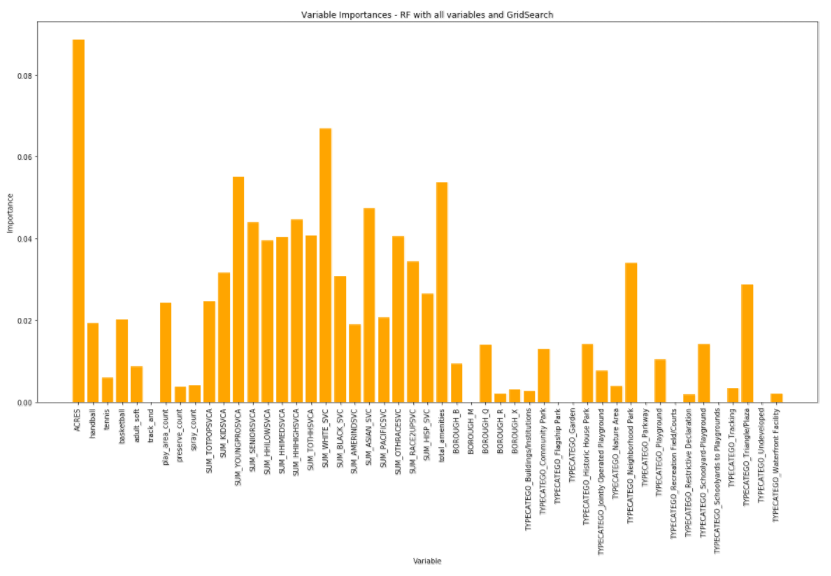 Variable Importances - RF with all variables and GridSearch
0.08
0.06
0.04
0.02
0.00
Importance
ACRES
handball
tennis
basketball
adult_soft
track_and
play_area_count
preserve_count
spray_count
SUM_TOTPOPSVCA
SUM_KIDSVCA
SUM_YOUNGPROSVCA
SUM_SENIORSVCA
SUM_HHILOWSVCA
SUM_HHIMEDSVCA
SUM_HHIHIGHSVCA
SUM_TOTHHSVCA
SUM_WHITE_SVC
SUM_BLACK_SVC
SUM_AMERINDSVC
SUM_ASIAN_SVC
SUM_PACIFICSVC
SUM_OTHRACESVC
SUM_RACE2UPSVC
SUM_HISP_SVC
total_amenities
BOROUGH_B
BOROUGH_M
BOROUGH_Q
BOROUGH_R
BOROUGH_X
TYPECATEGO_Buildings/Institutions
TYPECATEGO_Community Park
TYPECATEGO_Flagship Park
TYPECATEGO_Garden
TYPECATEGO_Historic House Park
TYPECATEGO_Jointly Operated Playground
TYPECATEGO_Nature Area
TYPECATEGO_Neighborhood Park
TYPECATEGO_Parkway
TYPECATEGO_Playground
TYPECATEGO_Recreation Field/Courts
TYPECATEGO_Restrictive Declaration
TYPECATEGO_Schoolyard-Playground
TYPECATEGO_Schoolyards to Playgrounds
TYPECATEGO_Tracking
TYPECATEGO_Triangle/Plaza
TYPECATEGO_Undeveloped
TYPECATEGO_Waterfront Facility
Variable